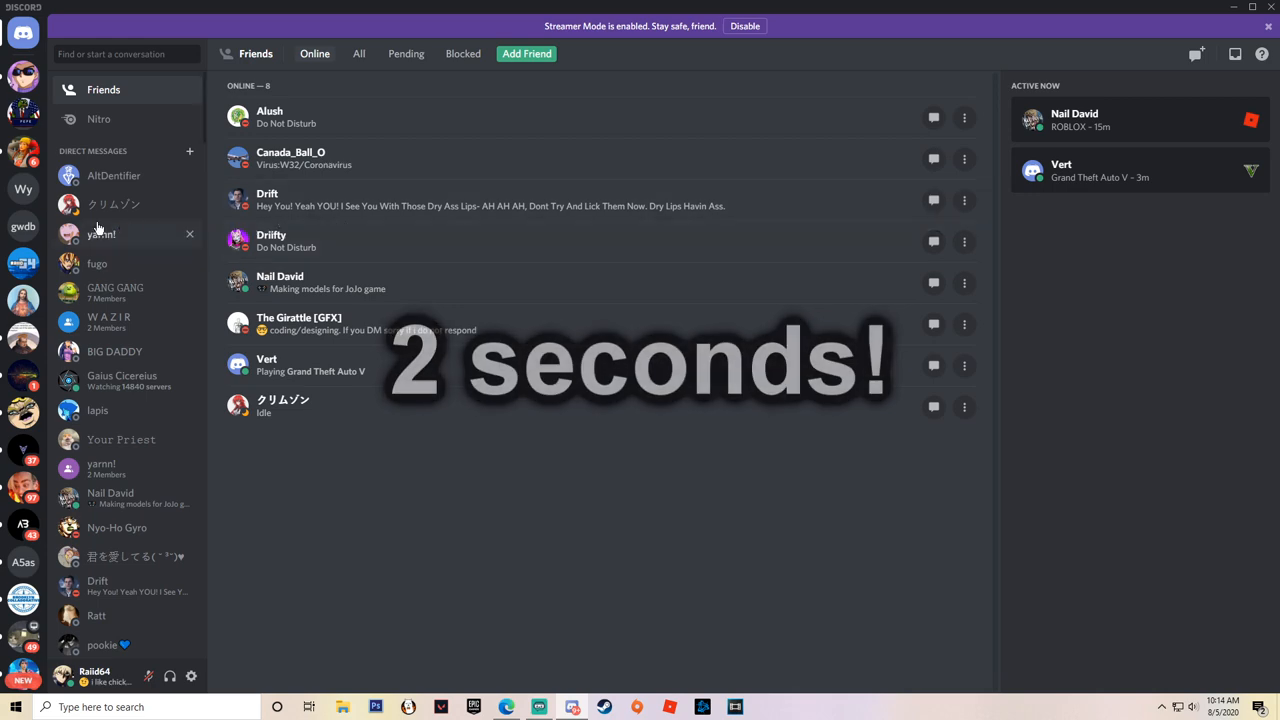 DISCORD
Streamer Mode is enabled. Stay safe, friend.
Disable
Find or start a conversation
Friends
Online
All
Pending
Blocked
Add Friend
Friends
Nitro
DIRECT MESSAGES
AltDentifier
クリムゾン
yarnn!
fugo
GANG GANG
7 Members
W A Z I R
2 Members
BIG DADDY
Gaius Cicereius
Watching 14840 servers
lapis
Your Priest
yarnn!
2 Members
Nail David
Making models for JoJo g...
Nyo-Ho Gyro
君を愛してる( ˘ ³˘)♥
Drift
Hey You! Yeah YOU! I See Y...
Ratt
pookie 💙
Raiid64
i like chick...
6
Wy
gwdb
1
37
97
43
A5as
49
NEW
ONLINE — 8
Alush
Do Not Disturb
Canada_Ball_O
Virus:W32/Coronavirus
Drift
Hey You! Yeah YOU! I See You With Those Dry Ass Lips- AH AH AH, Dont Try And Lick Them Now. Dry Lips Havin Ass.
Driifty
Do Not Disturb
Nail David
Making models for JoJo game
The Girattle [GFX]
🤓 coding/designing. If you DM sorry if i do not respond
Vert
Playing Grand Theft Auto V
クリムゾン
Idle
2 seconds!
ACTIVE NOW
Nail David
ROBLOX – 15m
Vert
Grand Theft Auto V – 3m
Type here to search
10:14 AM
8/5/2020
2